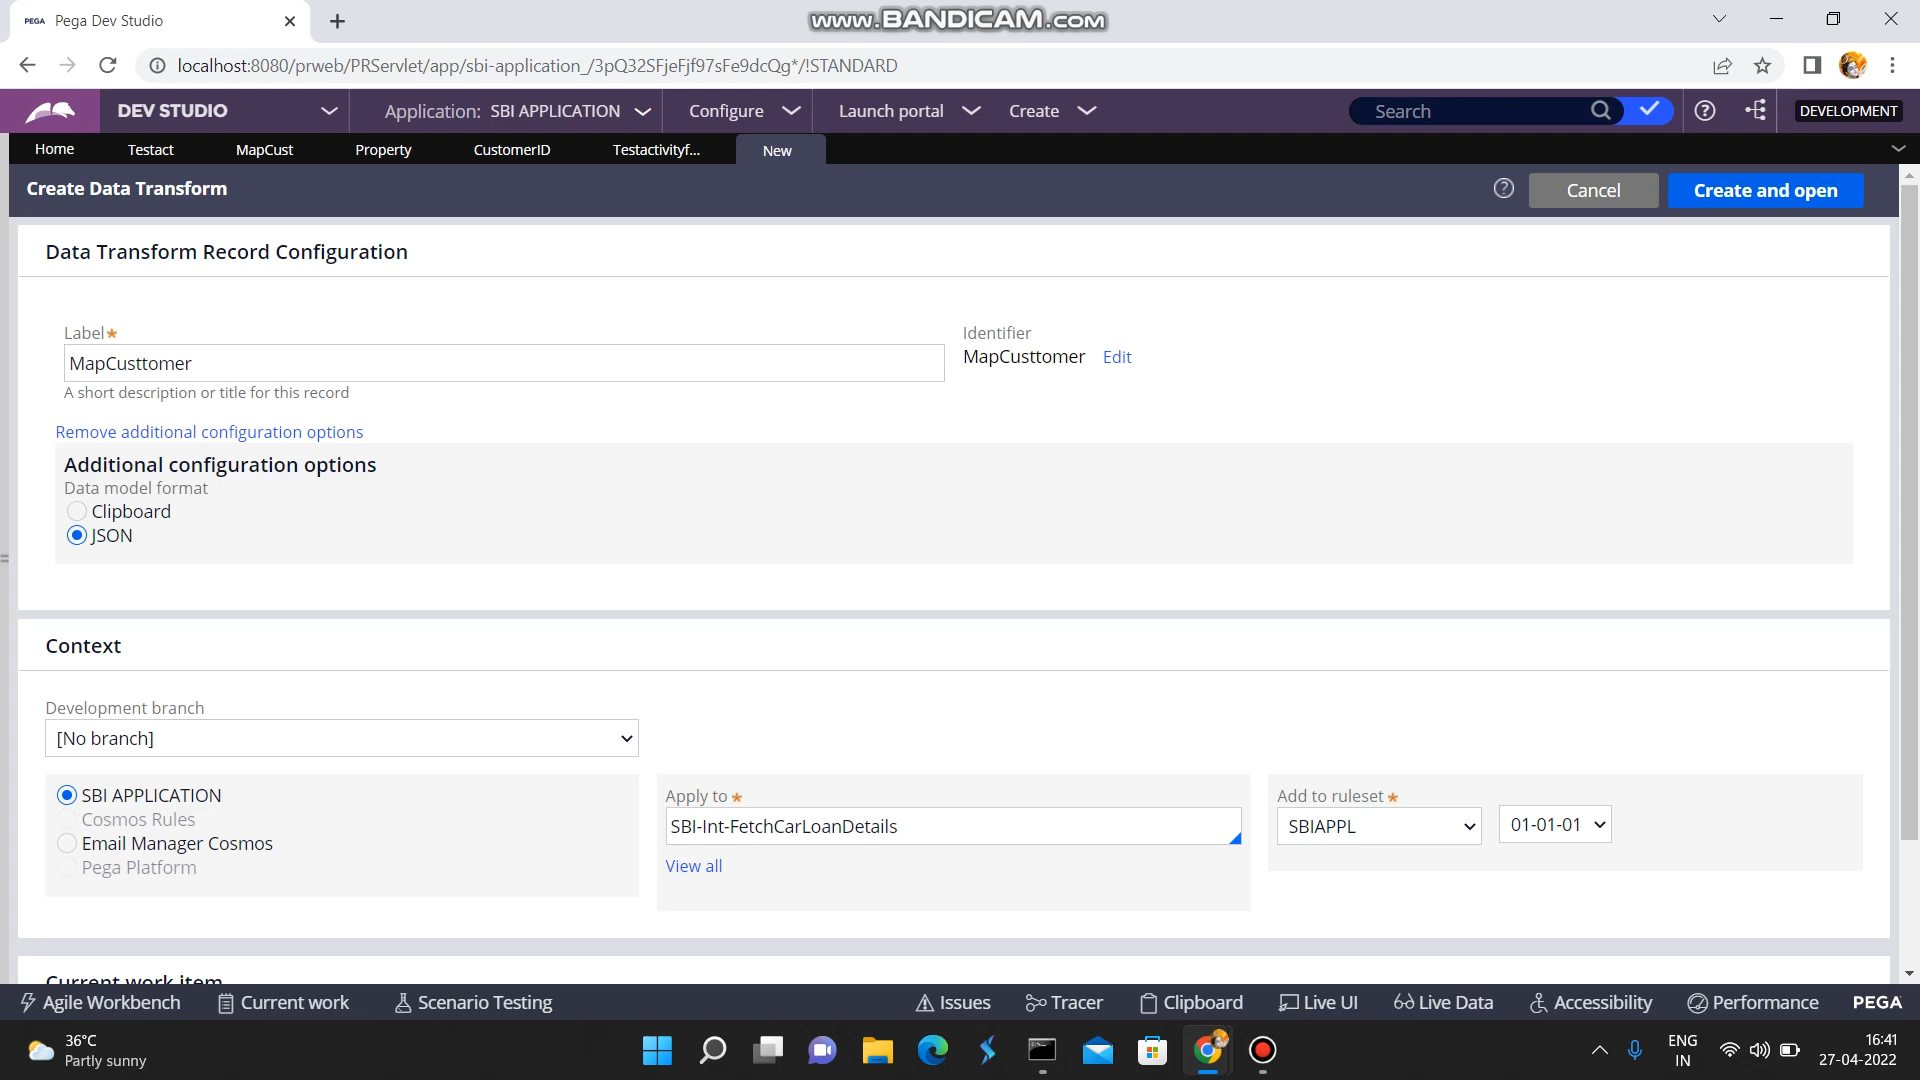 PEGA Pega Dev Studio
www.BANDICAM.com
localhost:8080/prweb/PRServlet/app/sbi-application_/3pQ32SFjeFjf97sFe9dcQg*/!STANDARD
DEV STUDIO Application: SBI APPLICATION Configure Launch portal Create Search DEVELOPMENT
Home Testact MapCust Property CustomerID Testactivityf... New
Create Data Transform Cancel Create and open
Data Transform Record Configuration
Label* Identifier
MapCusttomer MapCusttomer Edit
A short description or title for this record
Remove additional configuration options
Additional configuration options
Data model format
Clipboard
JSON
Context
Development branch
[No branch]
SBI APPLICATION
Cosmos Rules
Email Manager Cosmos
Pega Platform
Apply to *
SBI-Int-FetchCarLoanDetails
View all
Add to ruleset *
SBIAPPL 01-01-01
Current work item
Agile Workbench Current work Scenario Testing Issues Tracer Clipboard Live UI Live Data Accessibility Performance PEGA
36°C
Partly sunny
ENG
IN
16:41
27-04-2022